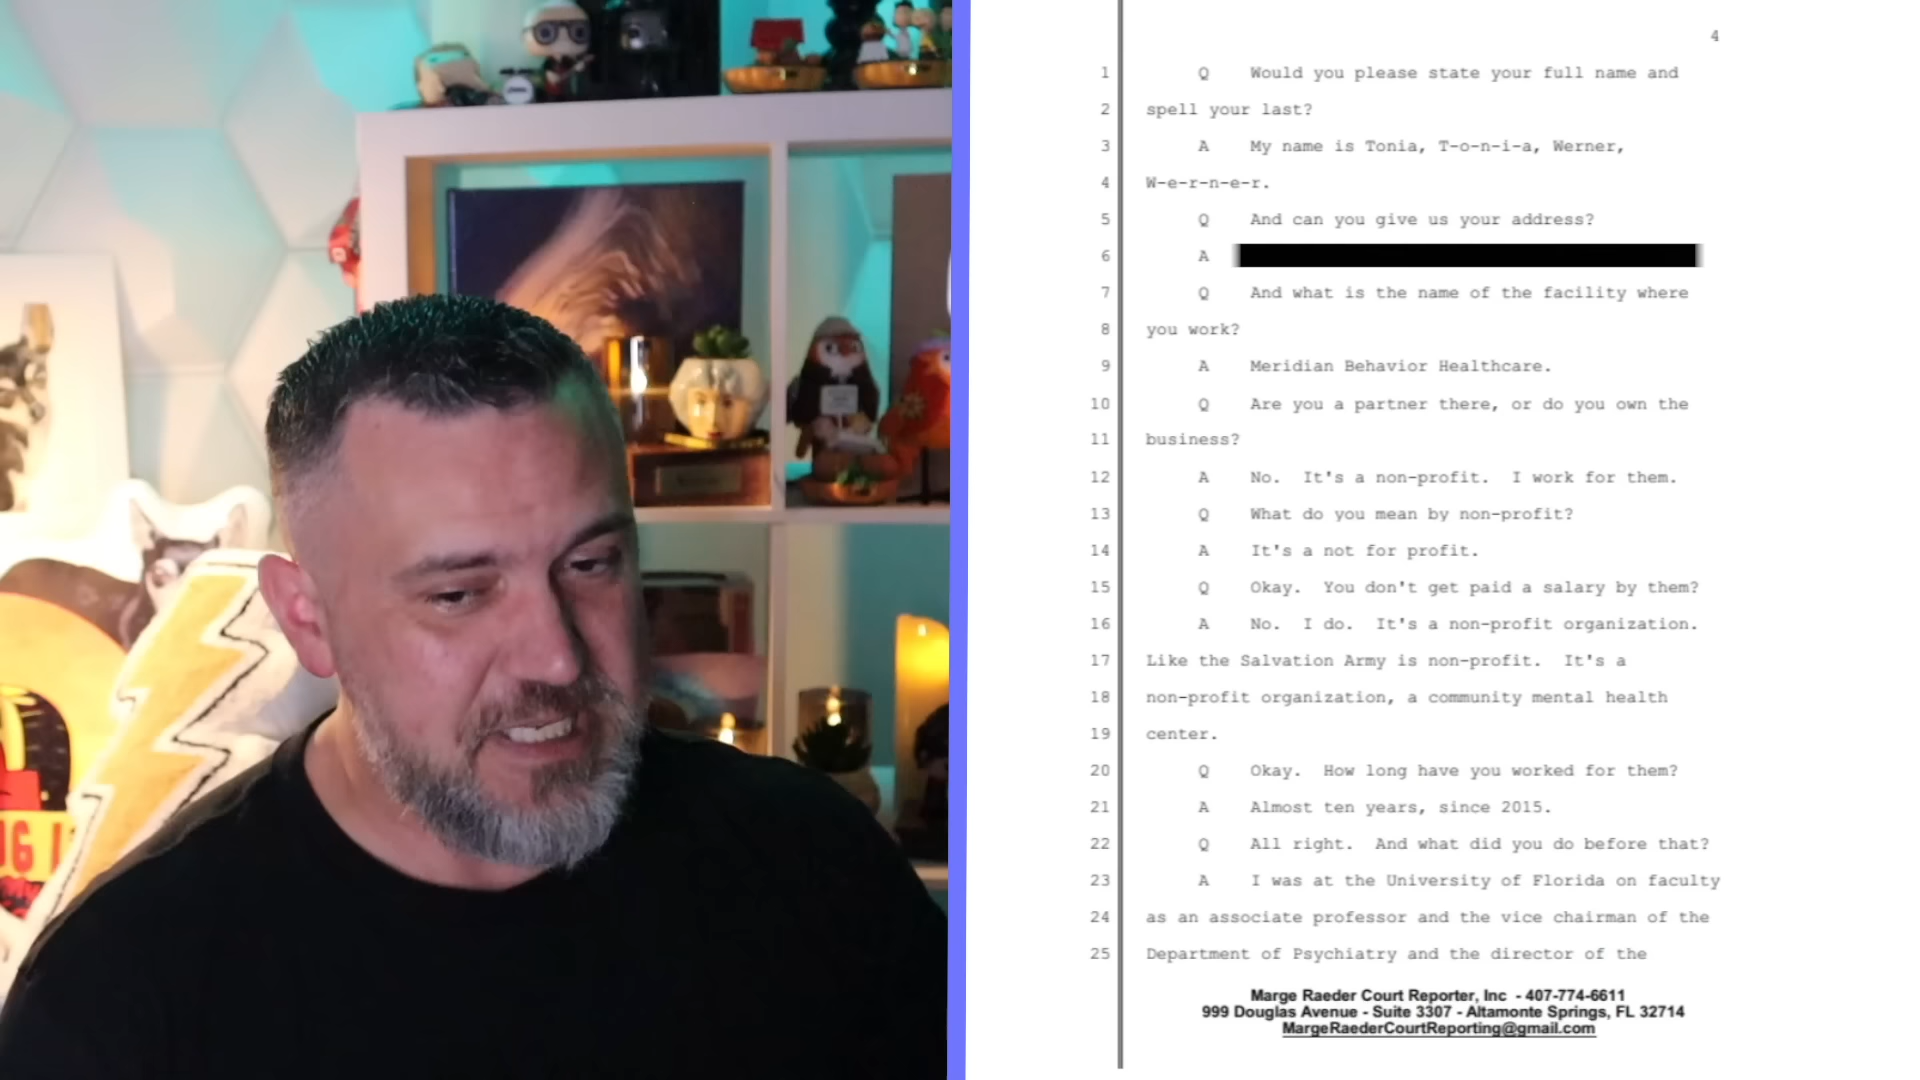 4
1 Q Would you please state your full name and
2 spell your last?
3 A My name is Tonia, T-o-n-i-a, Werner,
4 W-e-r-n-e-r.
5 Q And can you give us your address?
6 A
7 Q And what is the name of the facility where
8 you work?
9 A Meridian Behavior Healthcare.
10 Q Are you a partner there, or do you own the
11 business?
12 A No. It's a non-profit. I work for them.
13 Q What do you mean by non-profit?
14 A It's a not for profit.
15 Q Okay. You don't get paid a salary by them?
16 A No. I do. It's a non-profit organization.
17 Like the Salvation Army is non-profit. It's a
18 non-profit organization, a community mental health
19 center.
20 Q Okay. How long have you worked for them?
21 A Almost ten years, since 2015.
22 Q All right. And what did you do before that?
23 A I was at the University of Florida on faculty
24 as an associate professor and the vice chairman of the
25 Department of Psychiatry and the director of the
Marge Raeder Court Reporter, Inc - 407-774-6611
999 Douglas Avenue - Suite 3307 - Altamonte Springs, FL 32714
MargeRaederCourtReporting@gmail.com